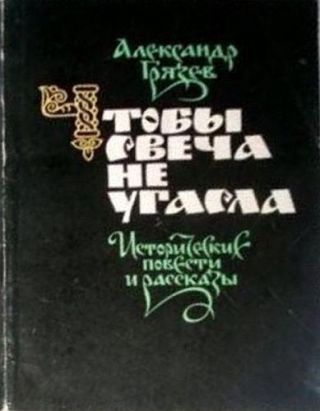 Александр
Грязев
Чтобы
свеча
не
угасла
Исторические
повести
и рассказы